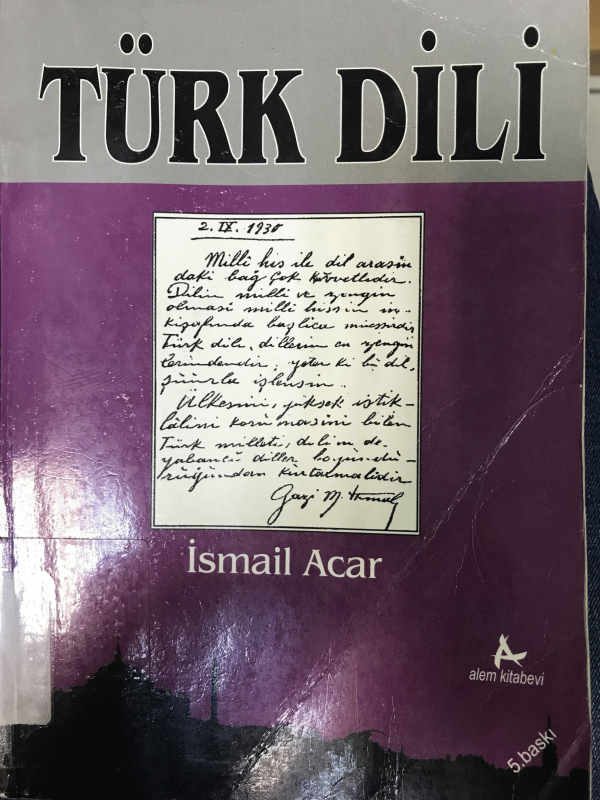 TÜRK DİLİ
2. IX. 1930
Milli his ile dil arasın
daki bağ çok kuvvetlidir.
Dilin milli ve zengin
olması milli hissin in-
kişafında başlıca müessirdir
Türk dili, dillerin en zengin
lerindendir; yeter ki bu dil,
şuurla işlensin.
Ülkesini, yüksek istik-
lâlini korumasını bilen
Türk milleti, dilini de
yabancı diller boyundu-
ruğundan kurtarmalıdır
Gazi M. Kemal
İsmail Acar
alem kitabevi
5.baskı